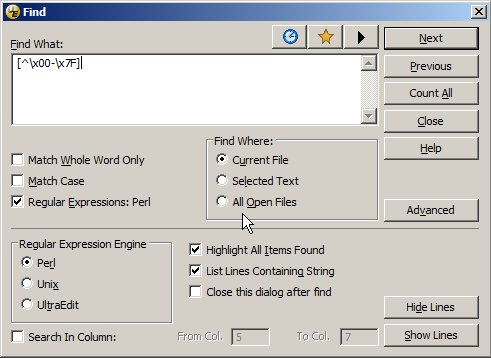 Find
Find What:
[^\x00-\x7F]
Next
Previous
Count All
Close
Help
Advanced
Match Whole Word Only
Match Case
Regular Expressions: Perl
Find Where:
Current File
Selected Text
All Open Files
Regular Expression Engine
Perl
Unix
UltraEdit
Highlight All Items Found
List Lines Containing String
Close this dialog after find
Hide Lines
Show Lines
Search In Column:
From Col. 5
To Col. 7